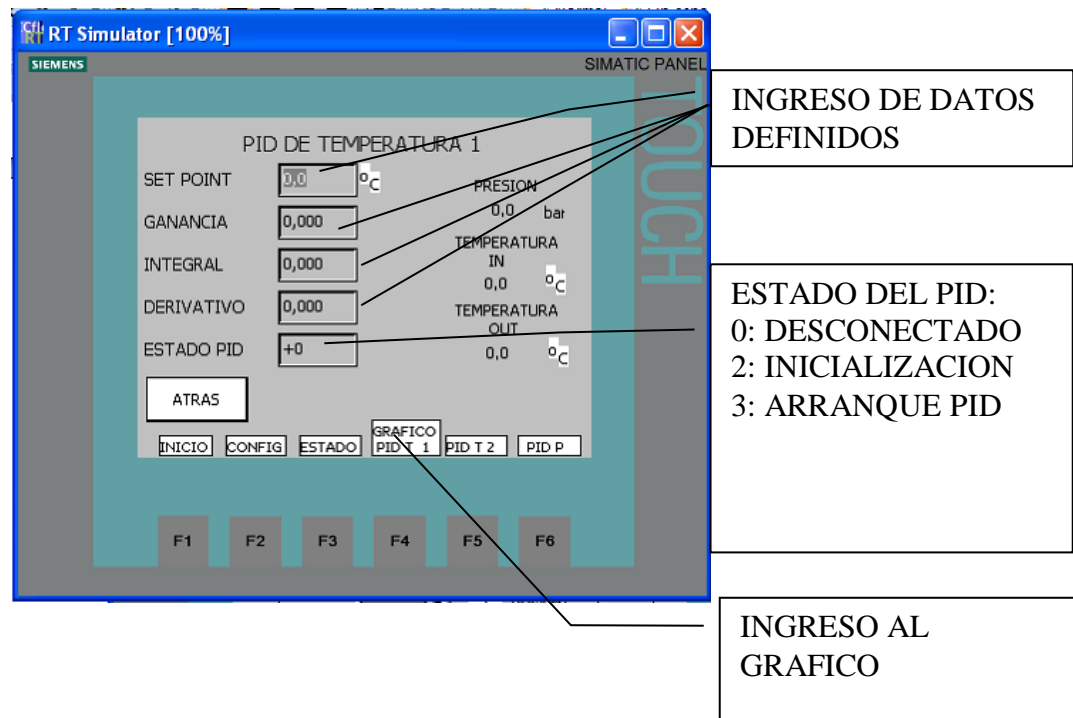 RT Simulator [100%]
SIEMENS
SIMATIC PANEL
TOUCH
PID DE TEMPERATURA 1
SET POINT 0,0 ºC
GANANCIA 0,000
INTEGRAL 0,000
DERIVATIVO 0,000
ESTADO PID +0
PRESION
0,0 bar
TEMPERATURA
IN
0,0 ºC
TEMPERATURA
OUT
0,0 ºC
ATRAS
INICIO
CONFIG
ESTADO
GRAFICO
PID T 1
PID T 2
PID P
F1 F2 F3 F4 F5 F6
INGRESO DE DATOS
DEFINIDOS
ESTADO DEL PID:
0: DESCONECTADO
2: INICIALIZACION
3: ARRANQUE PID
INGRESO AL
GRAFICO